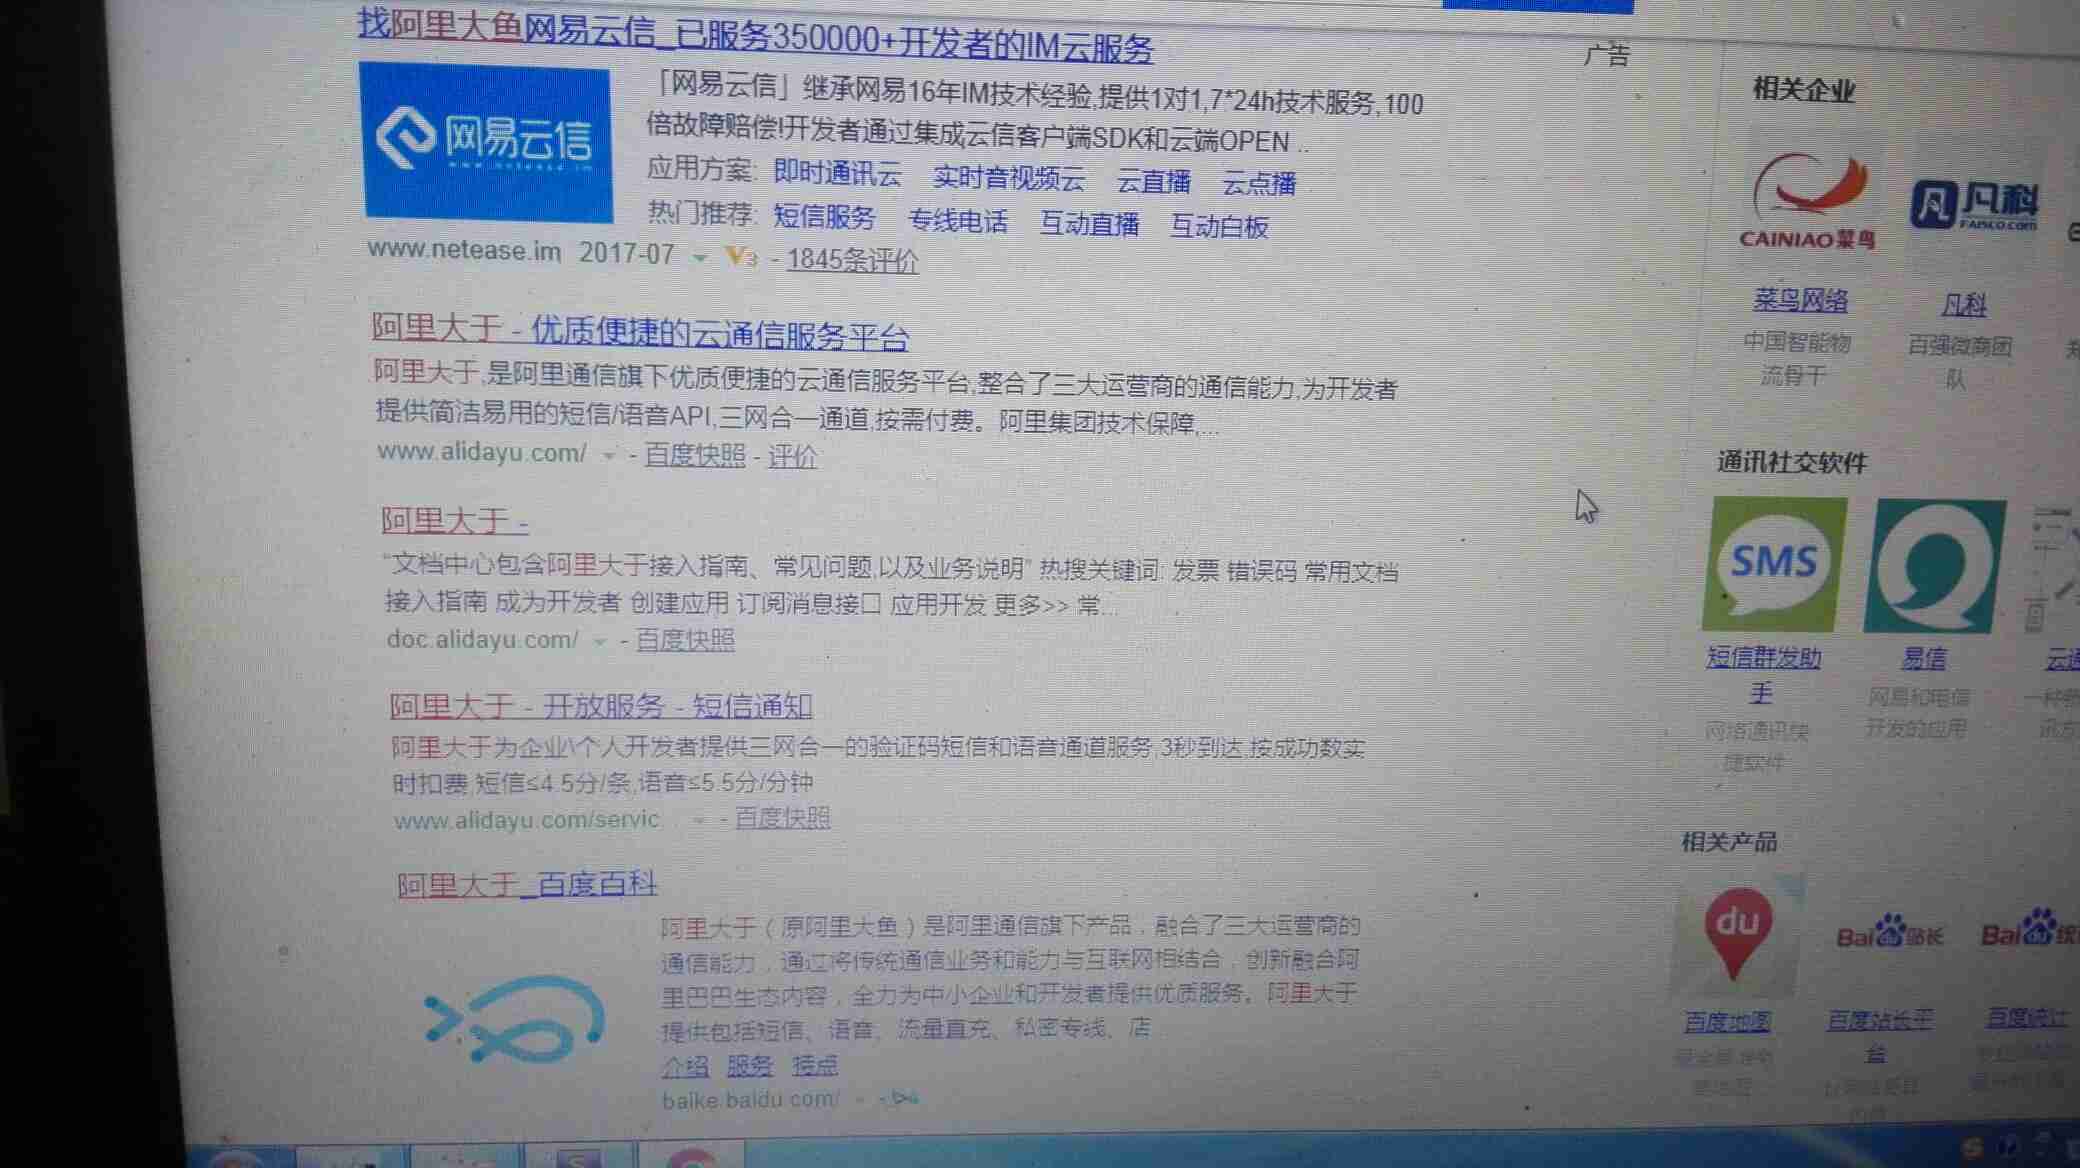 找阿里大鱼网易云信_已服务350000+开发者的IM云服务
广告
网易云信
「网易云信」继承网易16年IM技术经验,提供1对1,7*24h技术服务,100
倍故障赔偿!开发者通过集成云信客户端SDK和云端OPEN ..
应用方案: 即时通讯云 实时音视频云 云直播 云点播
热门推荐: 短信服务 专线电话 互动直播 互动白板
www.netease.im 2017-07 V3 - 1845条评价
阿里大于 - 优质便捷的云通信服务平台
阿里大于,是阿里通信旗下优质便捷的云通信服务平台,整合了三大运营商的通信能力,为开发者
提供简洁易用的短信/语音API,三网合一通道,按需付费。阿里集团技术保障,...
www.alidayu.com/ - 百度快照 - 评价
阿里大于 -
“文档中心包含阿里大于接入指南、常见问题,以及业务说明” 热搜关键词: 发票 错误码 常用文档
接入指南 成为开发者 创建应用 订阅消息接口 应用开发 更多>> 常...
doc.alidayu.com/ - 百度快照
阿里大于 - 开放服务 - 短信通知
阿里大于为企业\个人开发者提供三网合一的验证码短信和语音通道服务,3秒到达,按成功数实
时扣费,短信≤4.5分/条,语音≤5.5分/分钟
www.alidayu.com/servic - 百度快照
阿里大于_百度百科
阿里大于（原阿里大鱼）是阿里通信旗下产品，融合了三大运营商的
通信能力，通过将传统通信业务和能力与互联网相结合，创新融合阿
里巴巴生态内容，全力为中小企业和开发者提供优质服务。阿里大于
提供包括短信、语音、流量直充、私密专线、店
介绍 服务 接点
baike.baidu.com/ -
相关企业
CAINIAO菜鸟
凡 凡科
FAISCO.com
菜鸟网络 凡科
中国智能物 百强微商团
流骨干 队
通讯社交软件
SMS
短信群发助 易信
手
网络通讯快 网易和电信
捷软件 开发的应用
相关产品
du
Bai du 站长
Bai du 统
百度地图 百度站长平 百度统计
台